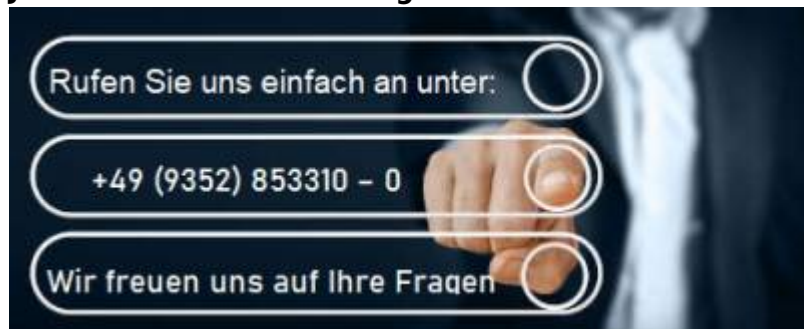 Rufen Sie uns einfach an unter:
+49 (9352) 853310 – 0
Wir freuen uns auf Ihre Fragen